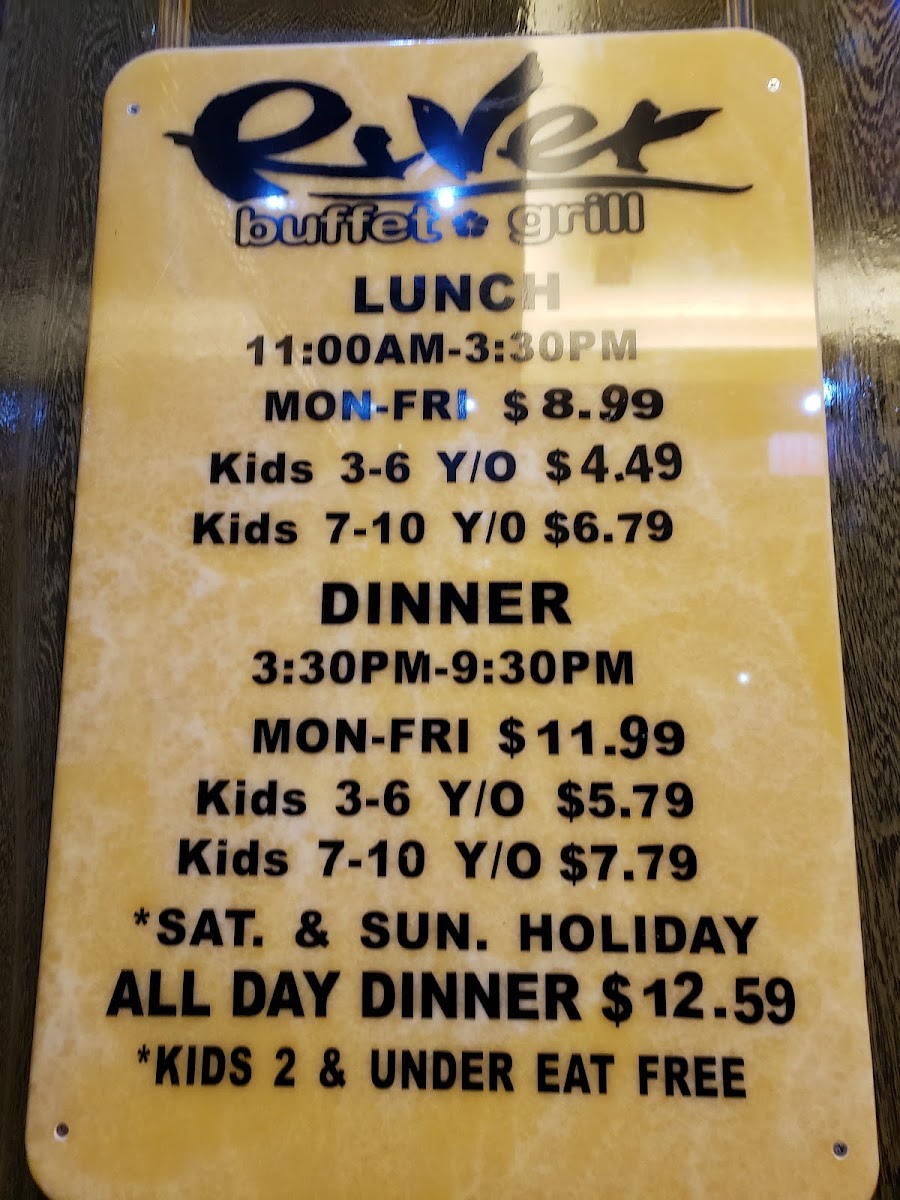 River
buffet grill
LUNCH
11:00AM-3:30PM
MON-FRI $8.99
Kids 3-6 Y/O $4.49
Kids 7-10 Y/0 $6.79
DINNER
3:30PM-9:30PM
MON-FRI $11.99
Kids 3-6 Y/O $5.79
Kids 7-10 Y/O $7.79
*SAT. & SUN. HOLIDAY
ALL DAY DINNER $12.59
*KIDS 2 & UNDER EAT FREE